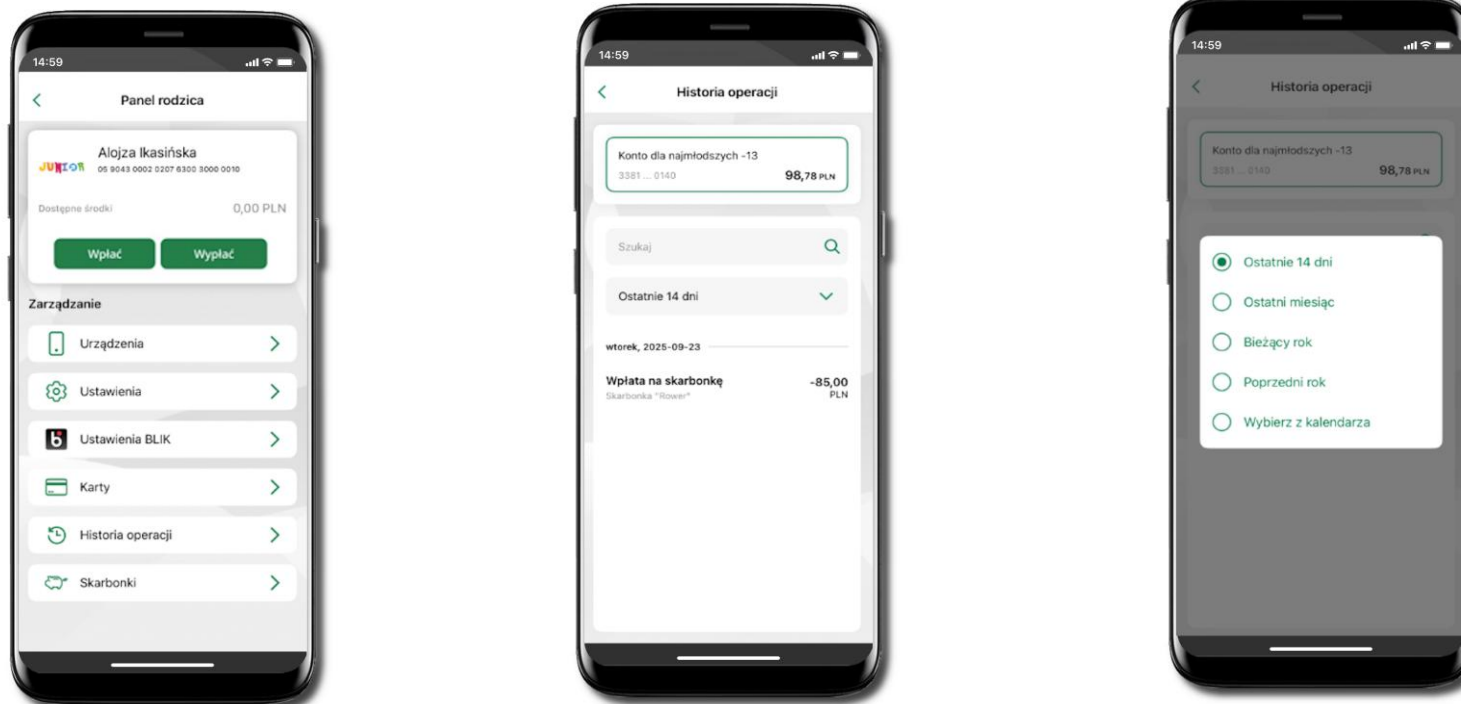 14:59
Panel rodzica
JUNIOR
Alojza Ikasińska
05 9043 0002 0207 6300 3000 0010
Dostępne środki
0,00 PLN
Wpłać
Wypłać
Zarządzanie
Urządzenia
Ustawienia
Ustawienia BLIK
Karty
Historia operacji
Skarbonki
14:59
Historia operacji
Konto dla najmłodszych -13
3381 ... 0140
98,78 PLN
Szukaj
Ostatnie 14 dni
wtorek, 2025-09-23
Wpłata na skarbonkę
-85,00
Skarbonka "Rower"
PLN
14:59
Historia operacji
Konto dla najmłodszych -13
3381 ... 0140
98,78 PLN
Ostatnie 14 dni
Ostatni miesiąc
Bieżący rok
Poprzedni rok
Wybierz z kalendarza